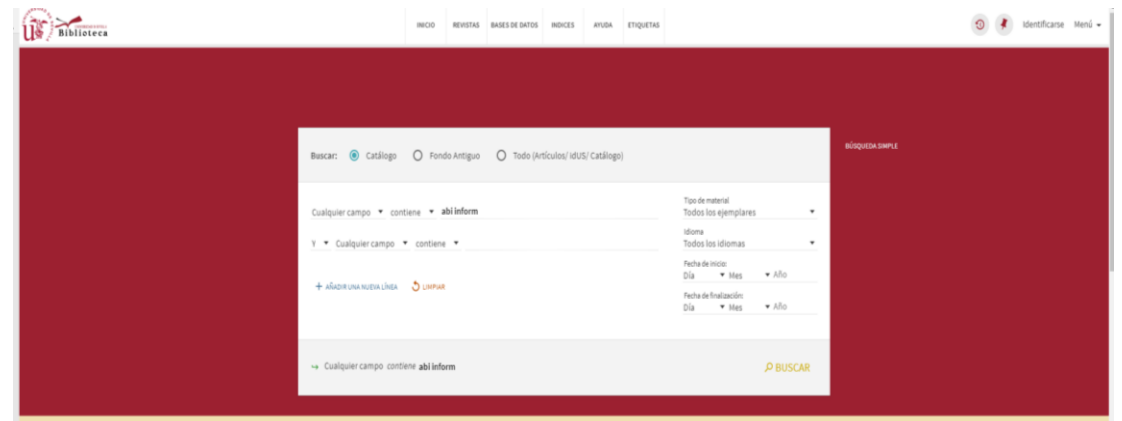 Biblioteca
INICIO REVISTAS BASES DE DATOS INDICES AYUDA ETIQUETAS
Identificarse Menú
BÚSQUEDA SIMPLE
Buscar: Catálogo Fondo Antiguo Todo (Artículos/ idUS/ Catálogo)
Cualquier campo contiene abi inform
Y Cualquier campo contiene
AÑADIR UNA NUEVA LÍNEA LIMPIAR
Tipo de material
Todos los ejemplares
Idioma
Todos los idiomas
Fecha de inicio:
Día Mes Año
Fecha de finalización:
Día Mes Año
Cualquier campo contiene abi inform
BUSCAR